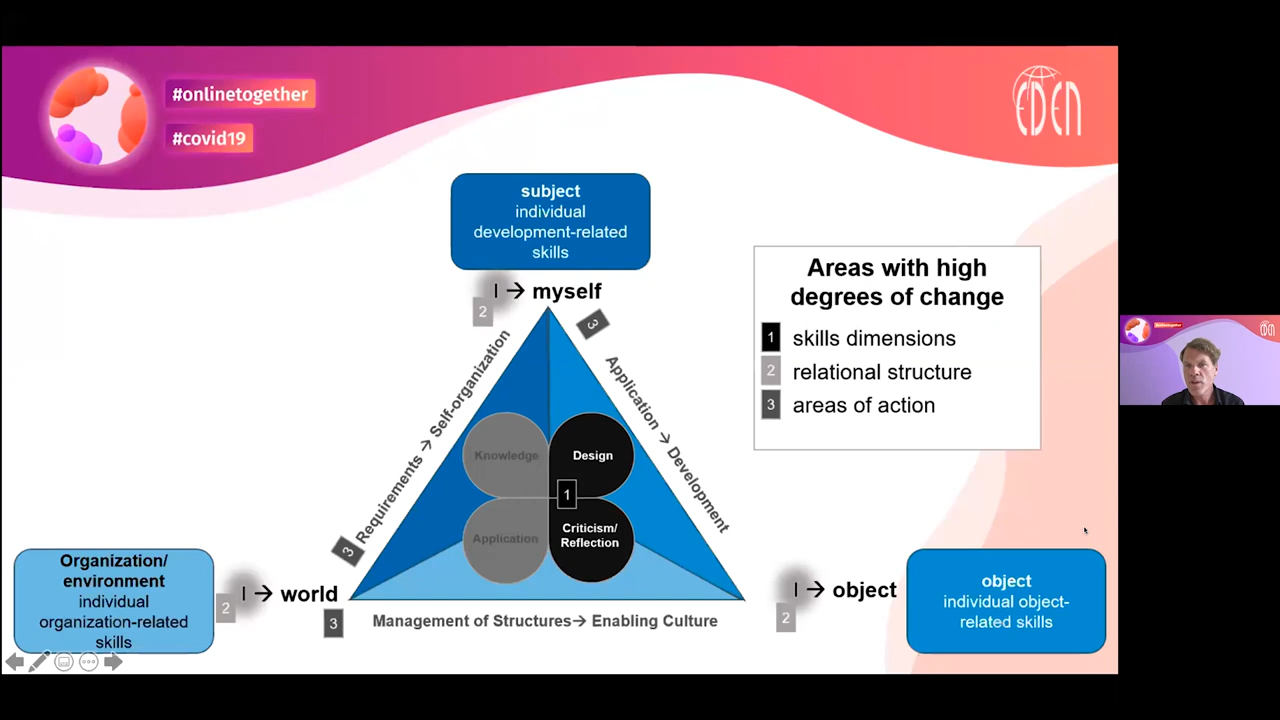 #onlinetogether
#covid19
EDEN
subject
individual
development-related
skills
I → myself
2
3
Requirements → Self-organization
Application → Development
Areas with high
degrees of change
1 skills dimensions
2 relational structure
3 areas of action
Knowledge
Design
1
Application
Criticism/
Reflection
3
Organization/
environment
individual
organization-related
skills
2
I → world
3
Management of Structures→ Enabling Culture
I → object
2
object
individual object-
related skills